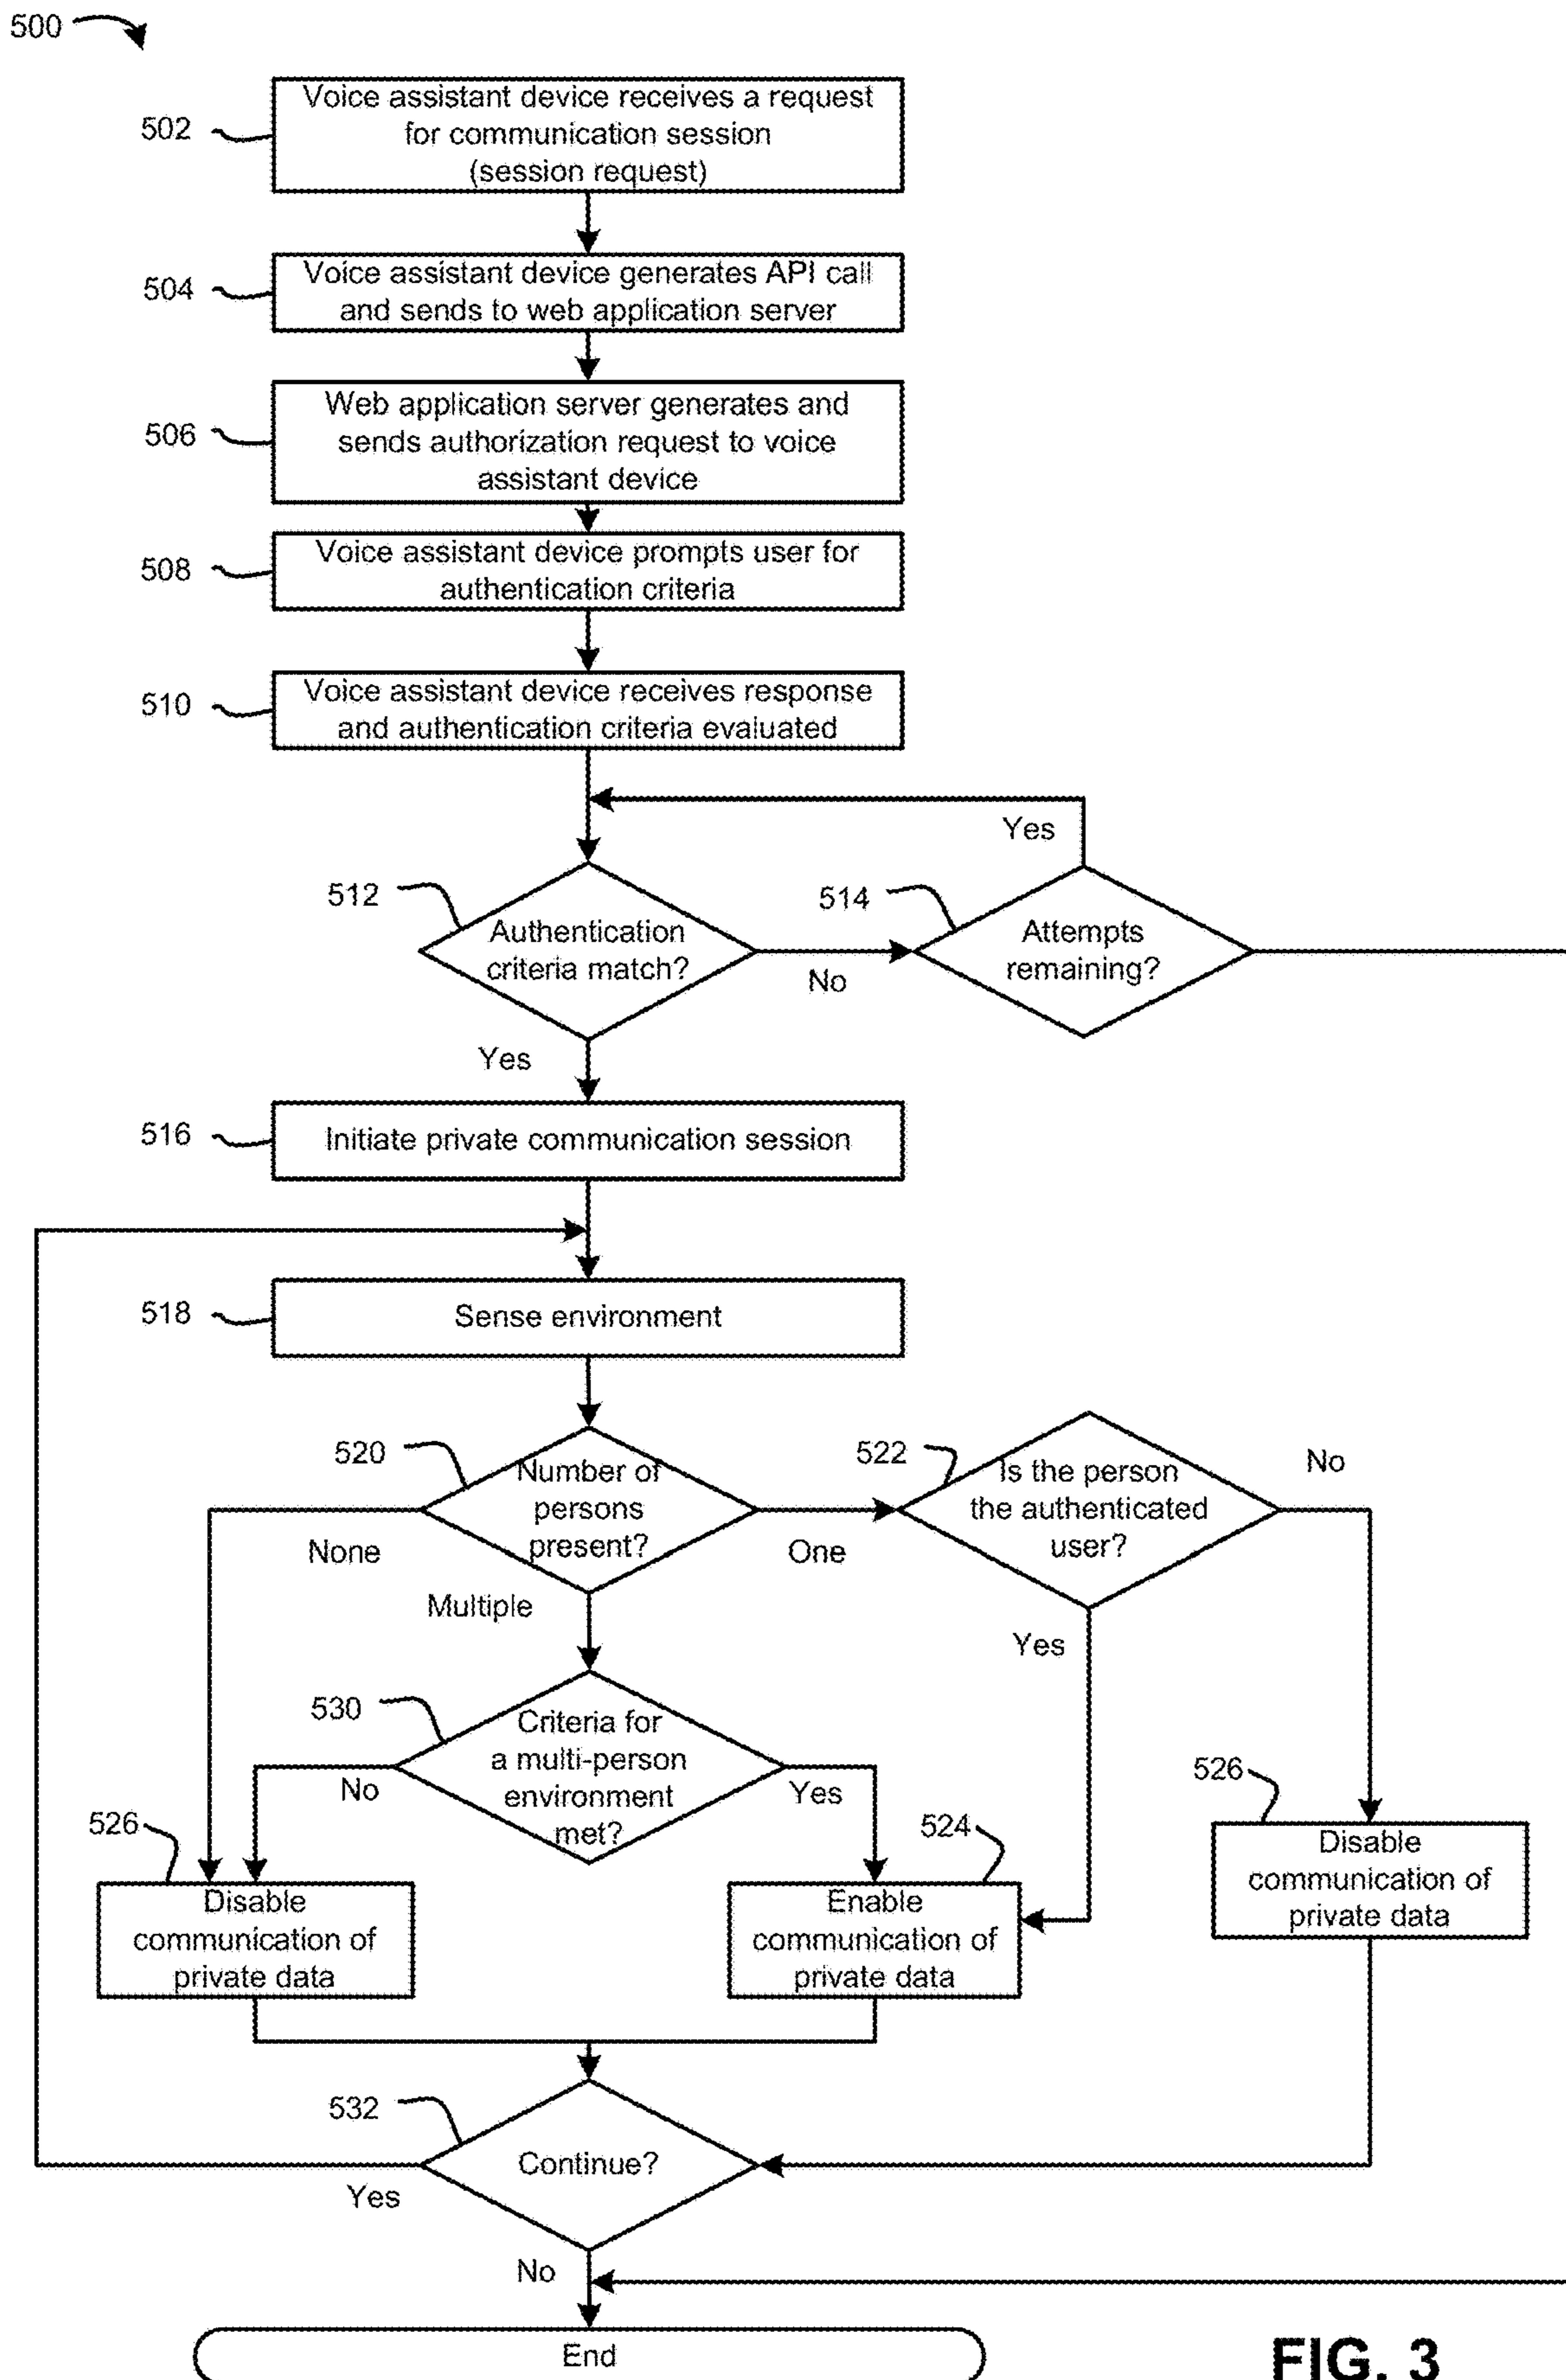 500
502
Voice assistant device receives a request
for communication session
(session request)
504
Voice assistant device generates API call
and sends to web application server
506
Web application server generates and
sends authorization request to voice
assistant device
508
Voice assistant device prompts user for
authentication criteria
510
Voice assistant device receives response
and authentication criteria evaluated
Yes
512
Authentication
criteria match?
No
514
Attempts
remaining?
Yes
516
Initiate private communication session
518
Sense environment
520
Number of
persons
present?
None
One
Multiple
522
Is the person
the authenticated
user?
No
Yes
530
Criteria for
a multi-person
environment
met?
No
Yes
526
Disable
communication of
private data
524
Enable
communication of
private data
526
Disable
communication of
private data
532
Continue?
Yes
No
End
FIG. 3